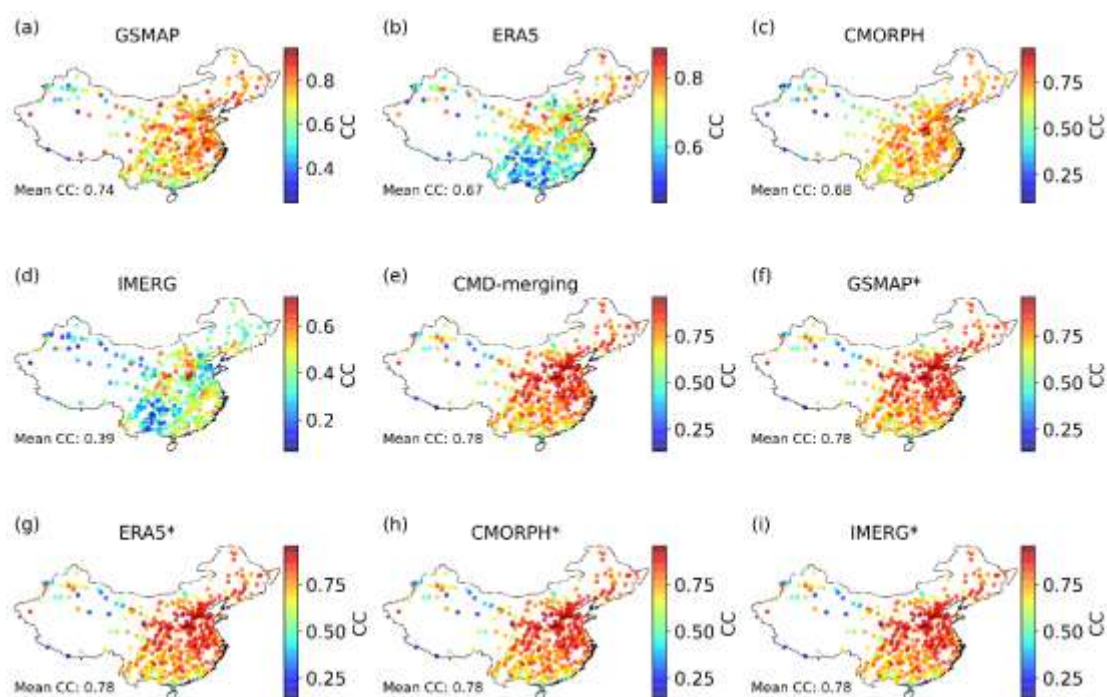 (a) GSMAP
0.8
0.6
0.4
CC
Mean CC: 0.74
(b) ERA5
0.8
0.6
CC
Mean CC: 0.67
(c) CMORPH
0.75
0.50
0.25
CC
Mean CC: 0.68
(d) IMERG
0.6
0.4
0.2
CC
Mean CC: 0.39
(e) CMD-merging
0.75
0.50
0.25
CC
Mean CC: 0.78
(f) GSMAP*
0.75
0.50
0.25
CC
Mean CC: 0.78
(g) ERA5*
0.75
0.50
0.25
CC
Mean CC: 0.78
(h) CMORPH*
0.75
0.50
0.25
CC
Mean CC: 0.78
(i) IMERG*
0.75
0.50
0.25
CC
Mean CC: 0.78